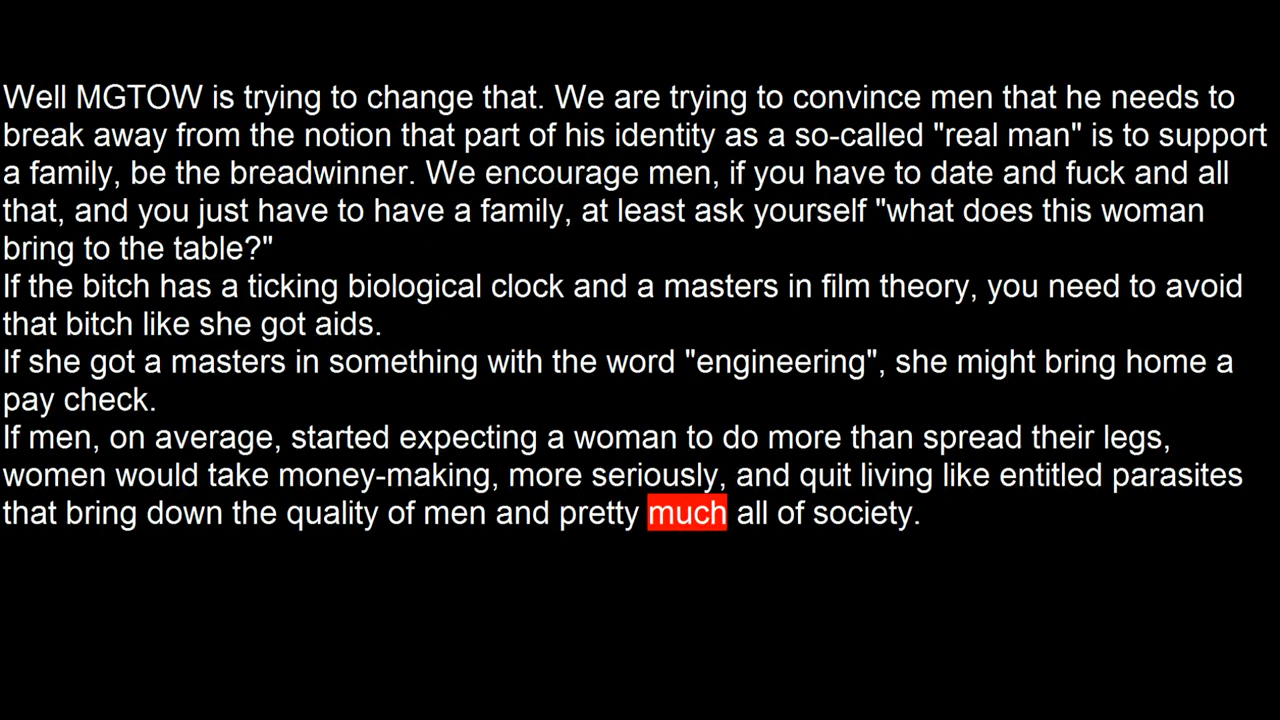 Well MGTOW is trying to change that. We are trying to convince men that he needs to
break away from the notion that part of his identity as a so-called "real man" is to support
a family, be the breadwinner. We encourage men, if you have to date and fuck and all
that, and you just have to have a family, at least ask yourself "what does this woman
bring to the table?"
If the bitch has a ticking biological clock and a masters in film theory, you need to avoid
that bitch like she got aids.
If she got a masters in something with the word "engineering", she might bring home a
pay check.
If men, on average, started expecting a woman to do more than spread their legs,
women would take money-making, more seriously, and quit living like entitled parasites
that bring down the quality of men and pretty much all of society.